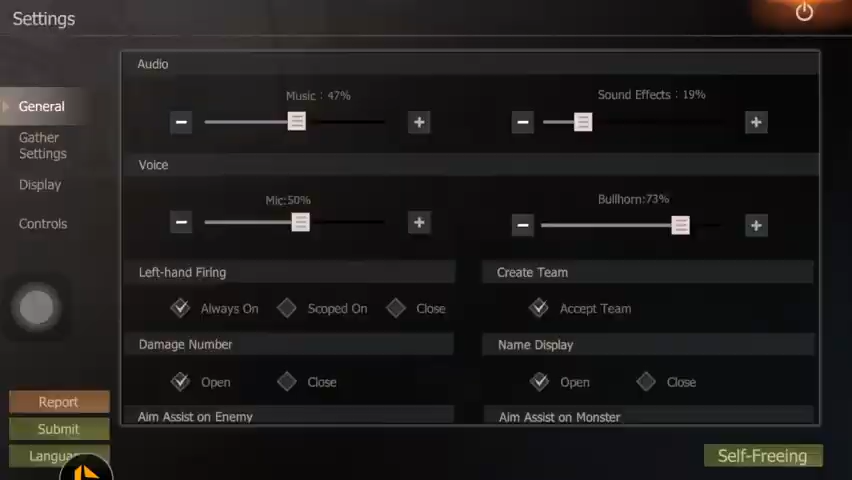 Settings
Audio
Music : 47%
Sound Effects : 19%
General
Gather
Settings
Voice
Display
Mic:50%
Bullhorn:73%
Controls
Left-hand Firing
Create Team
Always On
Scoped On
Close
Accept Team
Damage Number
Name Display
Open
Close
Open
Close
Report
Aim Assist on Enemy
Aim Assist on Monster
Submit
Self-Freeing